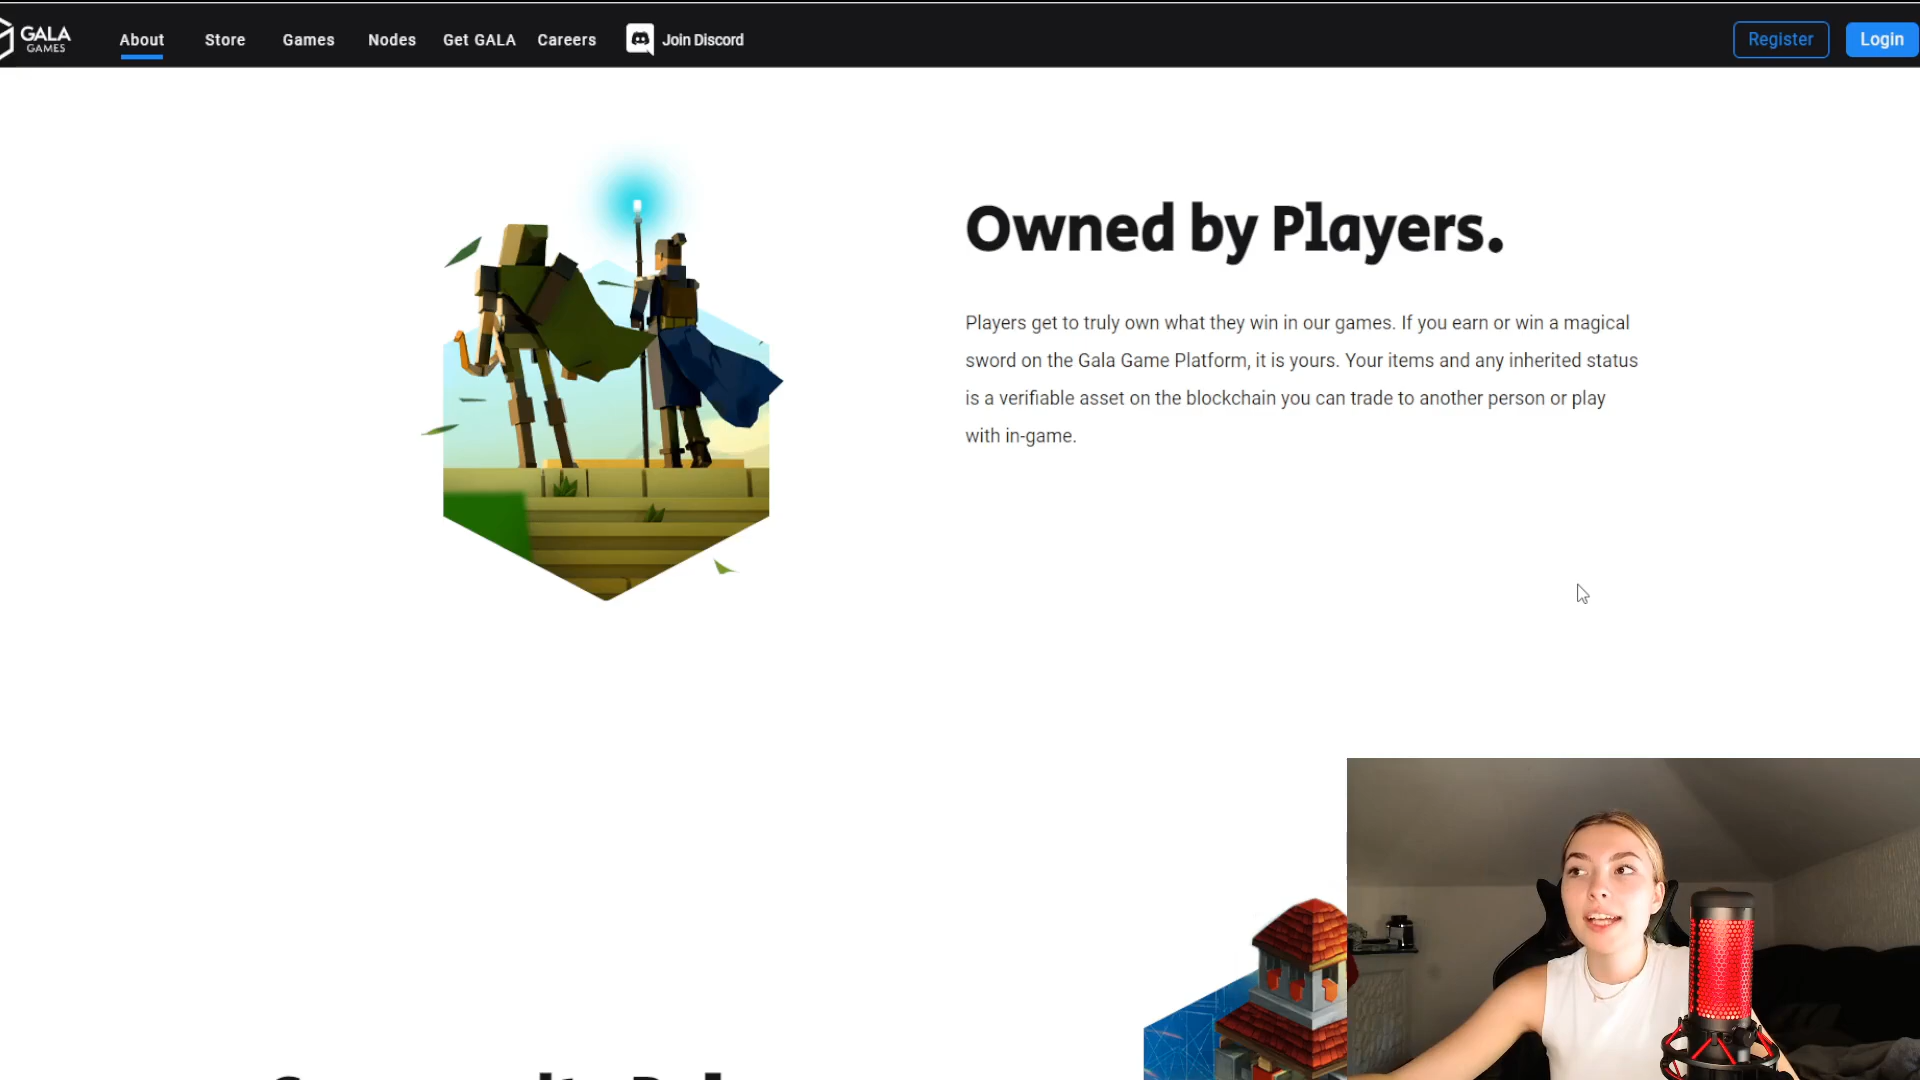 GALA
GAMES
About
Store
Games
Nodes
Get GALA
Careers
Join Discord
Register
Login
Owned by Players.
Players get to truly own what they win in our games. If you earn or win a magical
sword on the Gala Game Platform, it is yours. Your items and any inherited status
is a verifiable asset on the blockchain you can trade to another person or play
with in-game.